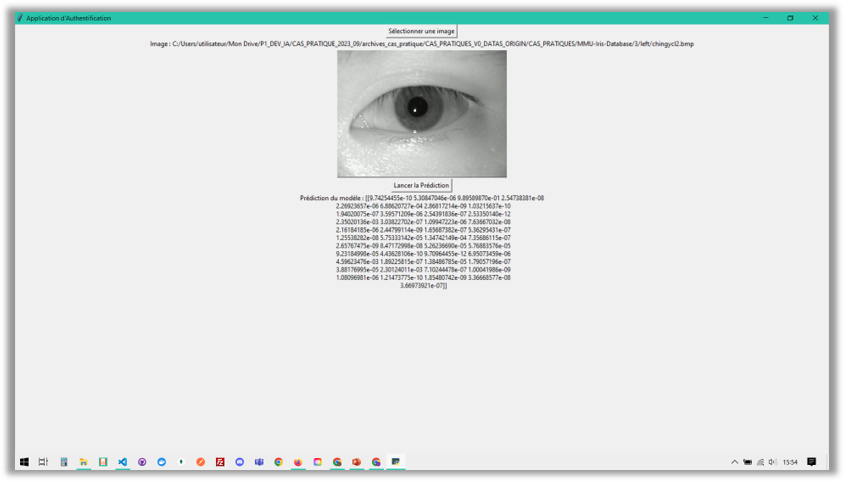 Application d'Authentification
Sélectionner une image
Image : C:/Users/utilisateur/Mon Drive/P1_DEV_IA/CAS_PRATIQUE_2023_09/archives_cas_pratique/CAS_PRATIQUES_V0_DATAS_ORIGIN/CAS_PRATIQUES/MMU-Iris-Database/3/left/chingycl2.bmp
Lancer la Prédiction
Prédiction du modèle : [[9.74254455e-10 5.30847046e-06 9.89589870e-01 2.54738381e-08
2.26923657e-06 6.88620727e-04 2.86817214e-09 1.03215637e-10
1.94020075e-07 3.59571209e-06 2.54391836e-07 2.53350140e-12
2.35020136e-03 3.03822702e-07 1.09947223e-06 7.63667032e-08
2.16184185e-06 2.44799114e-09 1.65687382e-07 5.36295431e-07
1.25538282e-08 5.75333142e-05 1.34742149e-04 7.35686115e-07
2.65767475e-09 8.47172998e-08 5.26236690e-05 5.76883576e-05
9.23184998e-05 4.43628106e-10 9.70964455e-12 6.95073459e-06
4.59623476e-03 1.89225815e-07 1.38486785e-05 1.79057196e-07
3.88176995e-05 2.30124011e-03 7.10244478e-07 1.00041986e-09
1.08096981e-06 1.21473775e-10 1.85480742e-09 3.36668577e-08
3.66973921e-07]]
15:54